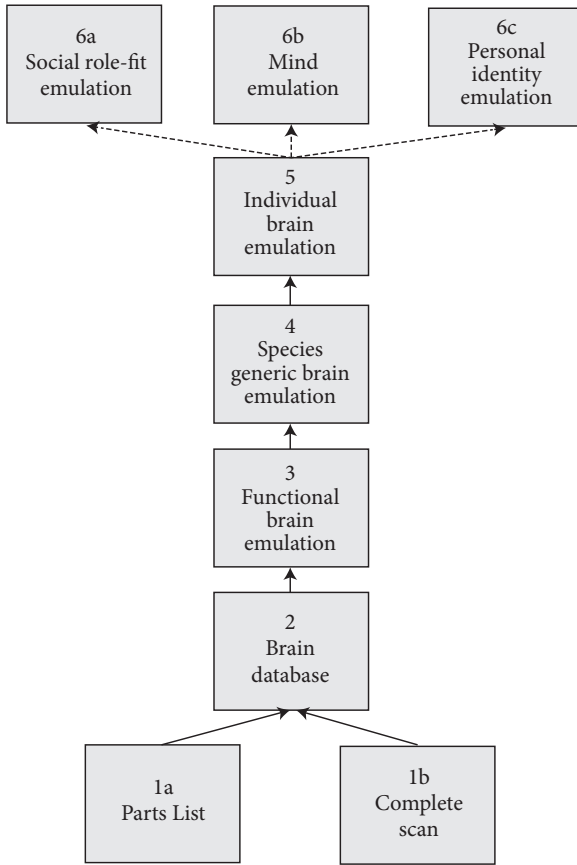 6a
Social role-fit
emulation
6b
Mind
emulation
6c
Personal
identity
emulation
5
Individual
brain
emulation
4
Species
generic brain
emulation
3
Functional
brain
emulation
2
Brain
database
1a
Parts List
1b
Complete
scan